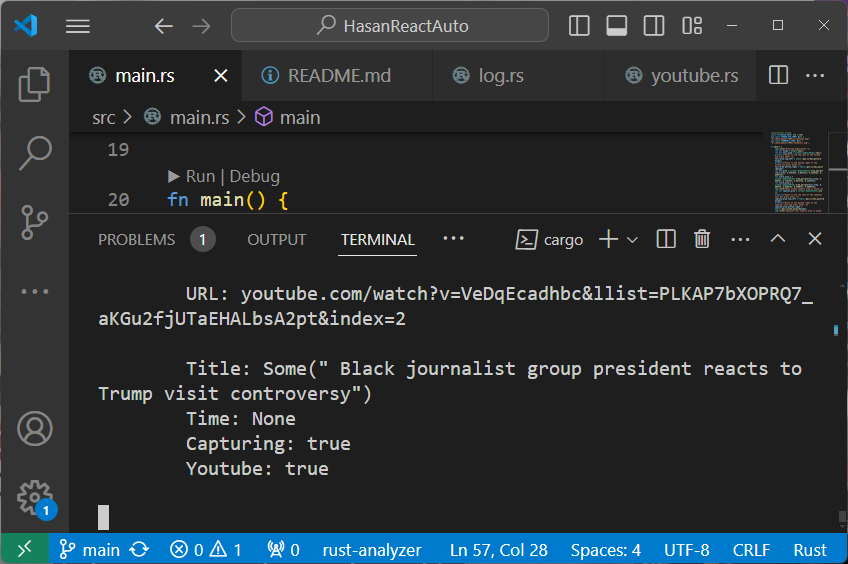 HasanReactAuto
main.rs
README.md
log.rs
youtube.rs
src > main.rs > main
19
Run | Debug
20 fn main() {
PROBLEMS 1 OUTPUT TERMINAL ... cargo
URL: youtube.com/watch?v=VeDqEcadhbc&llist=PLKAP7bXOPRQ7_
aKGu2fjUTaEHALbsA2pt&index=2
Title: Some(" Black journalist group president reacts to
Trump visit controversy")
Time: None
Capturing: true
Youtube: true
1
main 0 1 0 rust-analyzer Ln 57, Col 28 Spaces: 4 UTF-8 CRLF Rust